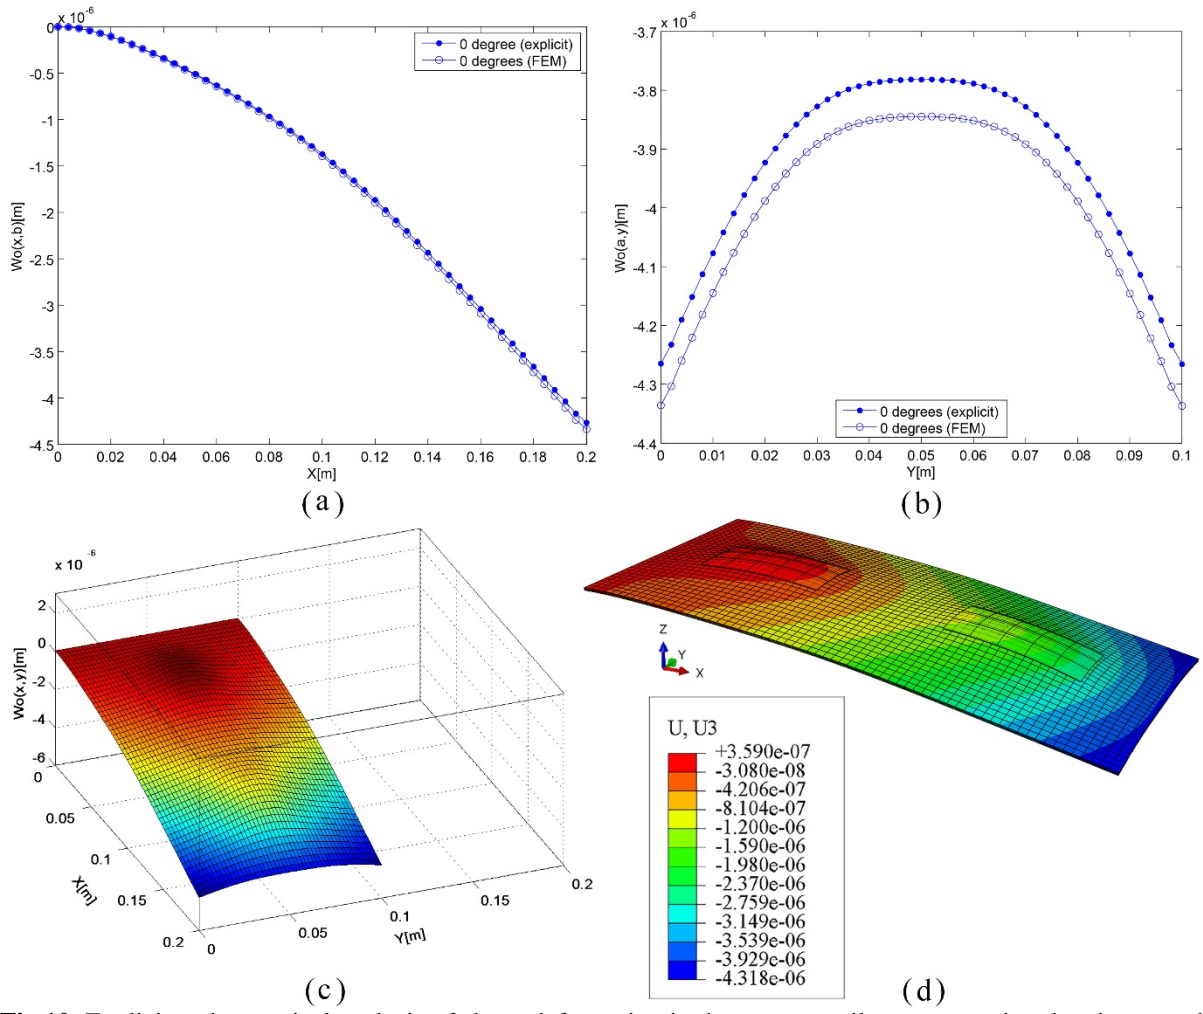 x 10 -6
0 degree (explicit)
0 degrees (FEM)
0
-0.5
-1
-1.5
-2
-2.5
-3
-3.5
-4
-4.5
Wo(x,b)[m]
0 0.02 0.04 0.06 0.08 0.10 0.12 0.14 0.16 0.18 0.2
X[m]
(a)
x 10 -6
-3.7
-3.8
-3.9
-4
-4.1
-4.2
-4.3
-4.4
Wo(a,y)[m]
0 degrees (explicit)
0 degrees (FEM)
0 0.01 0.02 0.03 0.04 0.05 0.06 0.07 0.08 0.09 0.1
Y[m]
(b)
x 10 -6
2
0
-2
-4
-6
Wo(x,y)[m]
0
0.05
0.1
0.15
0.2
X[m]
0
0.05
0.1
0.15
0.2
Y[m]
(c)
Z
Y
X
U, U3
+3.590e-07
-3.080e-08
-4.206e-07
-8.104e-07
-1.200e-06
-1.590e-06
-1.980e-06
-2.370e-06
-2.759e-06
-3.149e-06
-3.539e-06
-3.929e-06
-4.318e-06
(d)